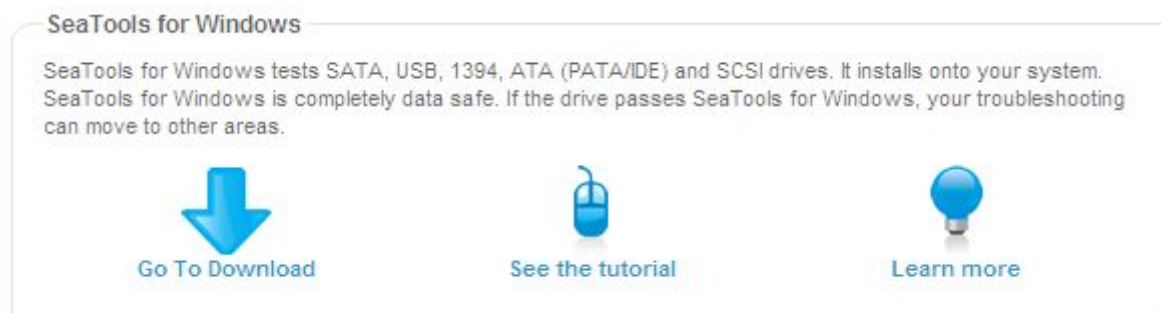 SeaTools for Windows
SeaTools for Windows tests SATA, USB, 1394, ATA (PATA/IDE) and SCSI drives. It installs onto your system.
SeaTools for Windows is completely data safe. If the drive passes SeaTools for Windows, your troubleshooting
can move to other areas.
Go To Download
See the tutorial
Learn more